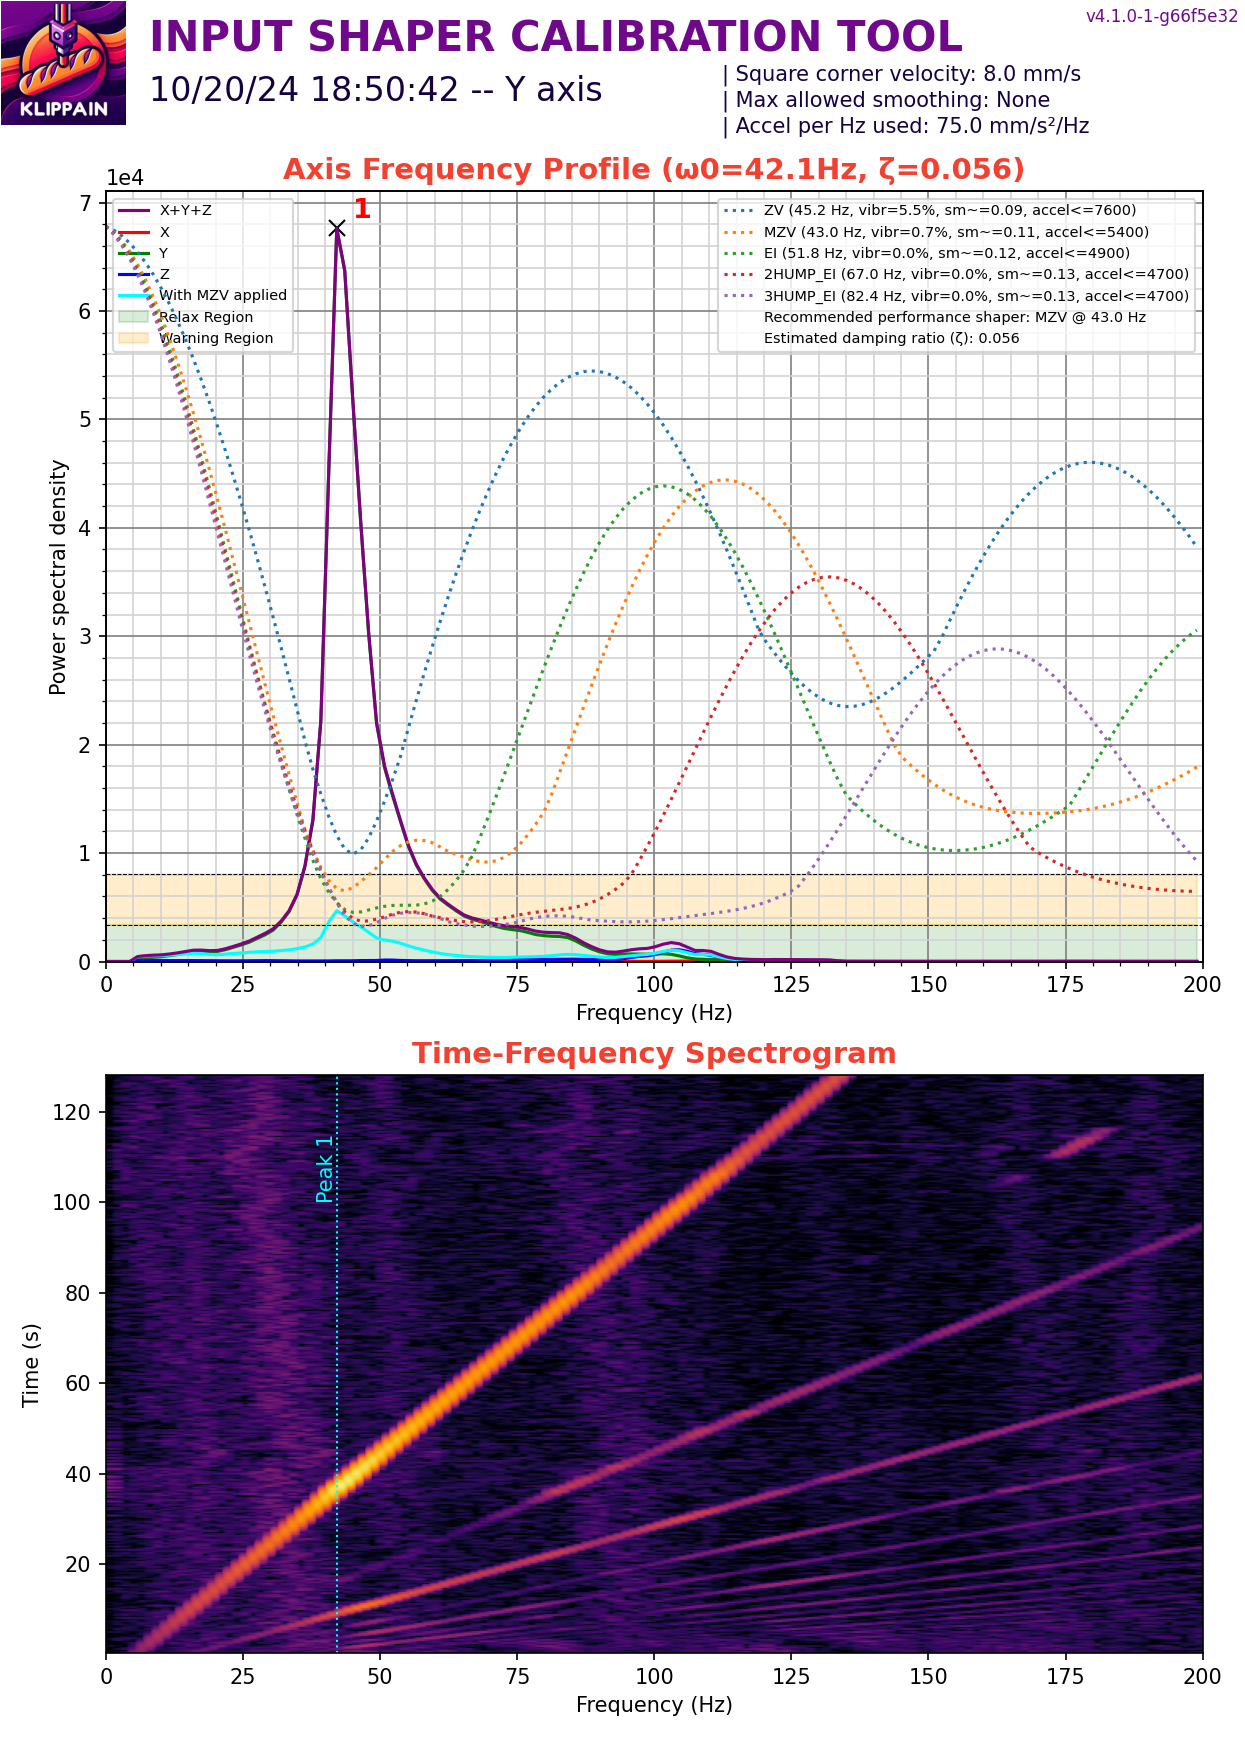 v4.1.0-1-g66f5e32
INPUT SHAPER CALIBRATION TOOL
10/20/24 18:50:42 -- Y axis
| Square corner velocity: 8.0 mm/s
| Max allowed smoothing: None
| Accel per Hz used: 75.0 mm/s²/Hz
KLIPPAIN
Axis Frequency Profile (ω0=42.1Hz, ζ=0.056)
1e4
1
X+Y+Z
X
Y
Z
With MZV applied
Relax Region
Warning Region
ZV (45.2 Hz, vibr=5.5%, sm~=0.09, accel<=7600)
MZV (43.0 Hz, vibr=0.7%, sm~=0.11, accel<=5400)
EI (51.8 Hz, vibr=0.0%, sm~=0.12, accel<=4900)
2HUMP_EI (67.0 Hz, vibr=0.0%, sm~=0.13, accel<=4700)
3HUMP_EI (82.4 Hz, vibr=0.0%, sm~=0.13, accel<=4700)
Recommended performance shaper: MZV @ 43.0 Hz
Estimated damping ratio (ζ): 0.056
7
6
5
4
3
2
1
0
Power spectral density
0 25 50 75 100 125 150 175 200
Frequency (Hz)
Time-Frequency Spectrogram
Peak 1
120
100
80
60
40
20
Time (s)
0 25 50 75 100 125 150 175 200
Frequency (Hz)